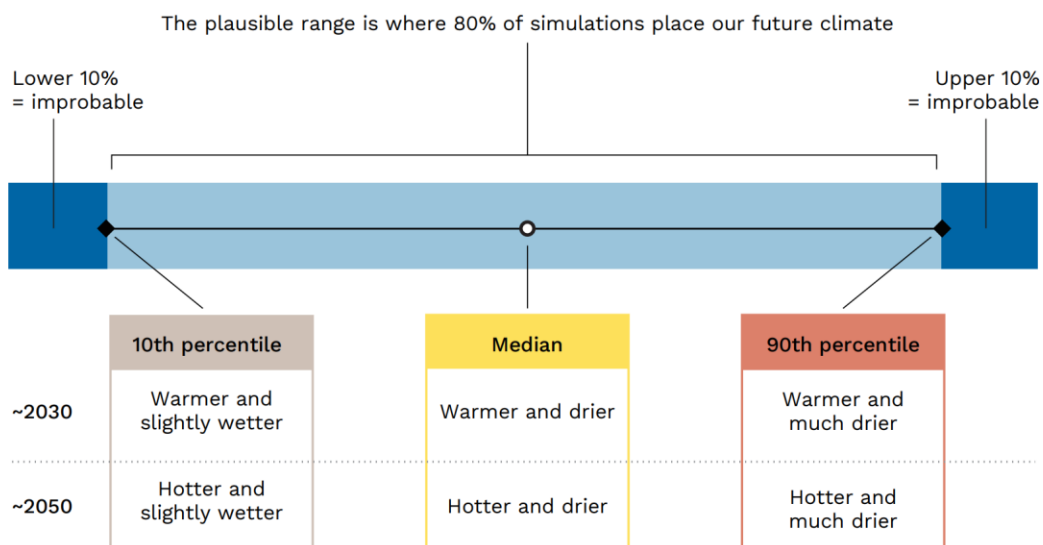 The plausible range is where 80% of simulations place our future climate
Lower 10%
= improbable
Upper 10%
= improbable
10th percentile
Median
90th percentile
~2030
Warmer and
slightly wetter
Warmer and drier
Warmer and
much drier
~2050
Hotter and
slightly wetter
Hotter and drier
Hotter and
much drier